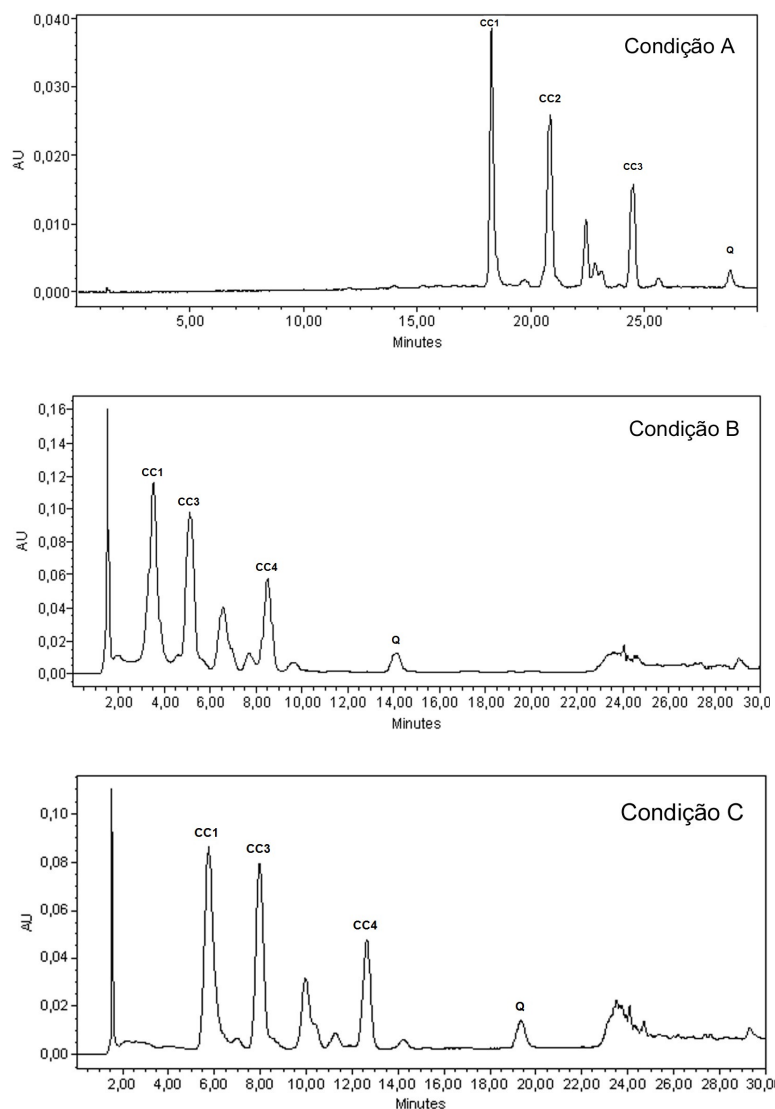 0,040
CC1
Condição A
0,030
CC2
AU
0,020
CC3
0,010
Q
0,000
5,00 10,00 15,00 20,00 25,00
Minutes
0,16
Condição B
0,14
CC1
0,12
CC3
0,10
AU
0,08
CC4
0,06
0,04
Q
0,02
0,00
2,00 4,00 6,00 8,00 10,00 12,00 14,00 16,00 18,00 20,00 22,00 24,00 26,00 28,00 30,0
Minutes
Condição C
0,10
CC1
CC3
0,08
AU
0,06
CC4
0,04
Q
0,02
0,00
2,00 4,00 6,00 8,00 10,00 12,00 14,00 16,00 18,00 20,00 22,00 24,00 26,00 28,00 30,0
Minutes